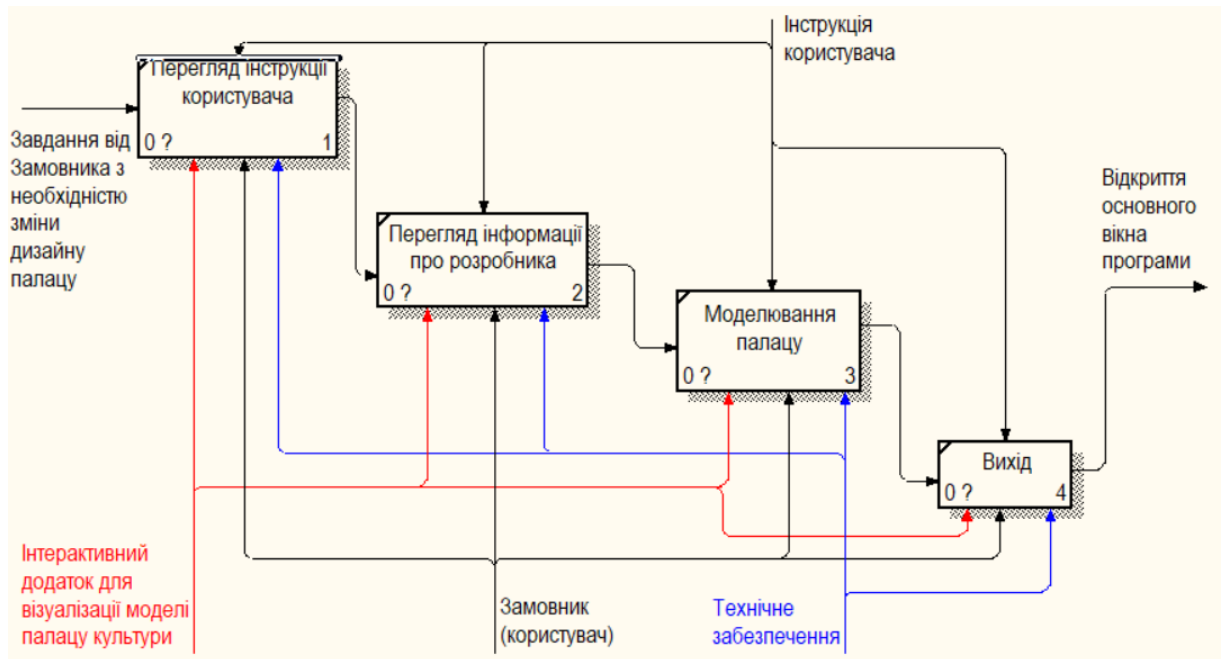 Інструкція
користувача
Перегляд інструкції
користувача
0 ?
1
Завдання від
Замовника з
необхідністю
зміни
дизайну
палацу
Перегляд інформації
про розробника
0 ?
2
Відкриття
основного
вікна
програми
Моделювання
палацу
0 ?
3
Вихід
0 ?
4
Інтерактивний
додаток для
візуалізації моделі
палацу культури
Замовник
(користувач)
Технічне
забезпечення